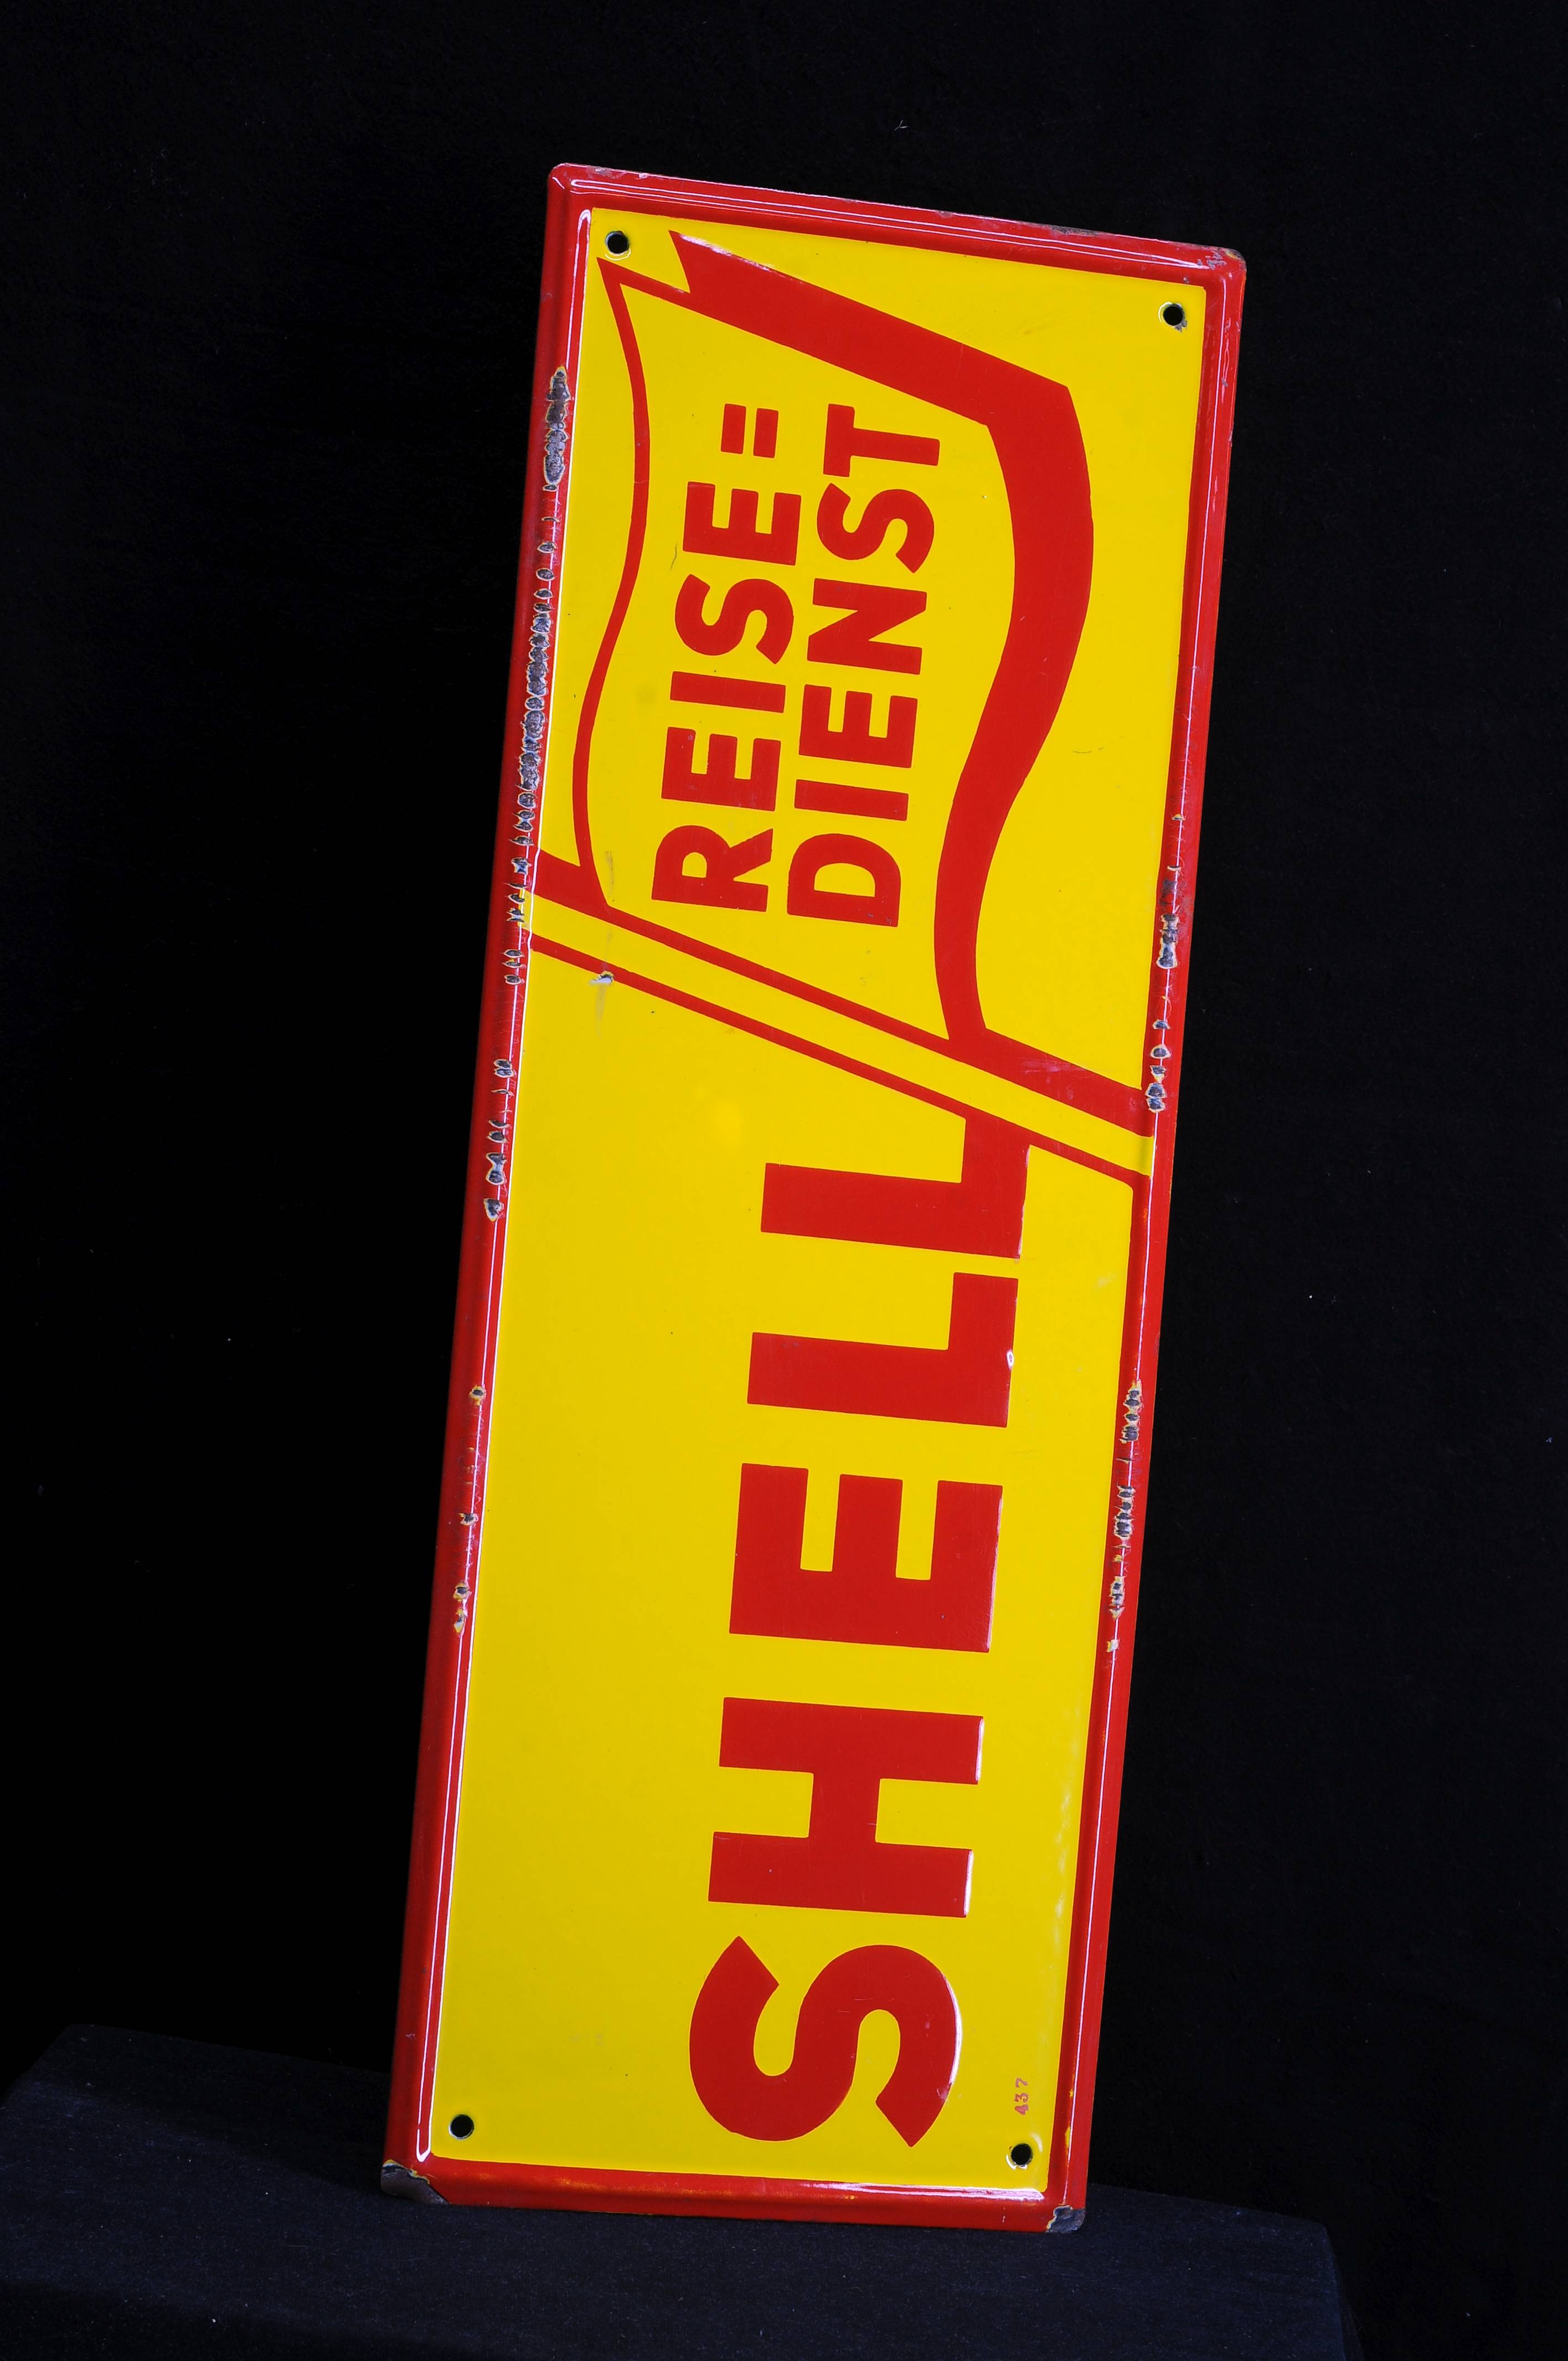 SHELL
REISE=
DIENST
437